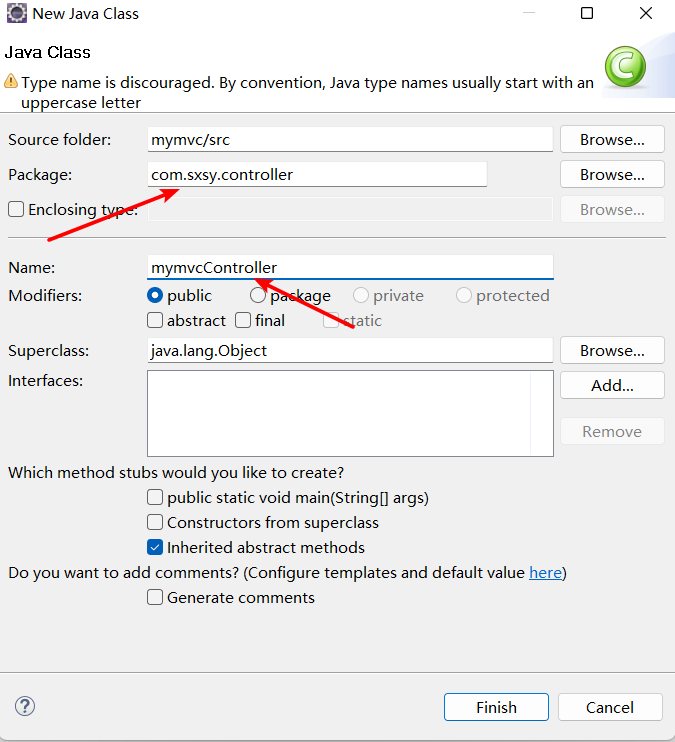 New Java Class
Java Class
Type name is discouraged. By convention, Java type names usually start with an
uppercase letter
Source folder: mymvc/src Browse...
Package: com.sxsy.controller Browse...
Enclosing type: Browse...
Name: mymvcController
Modifiers: public package private protected
abstract final static
Superclass: java.lang.Object Browse...
Interfaces: Add...
Remove
Which method stubs would you like to create?
public static void main(String[] args)
Constructors from superclass
Inherited abstract methods
Do you want to add comments? (Configure templates and default value here)
Generate comments
? Finish Cancel